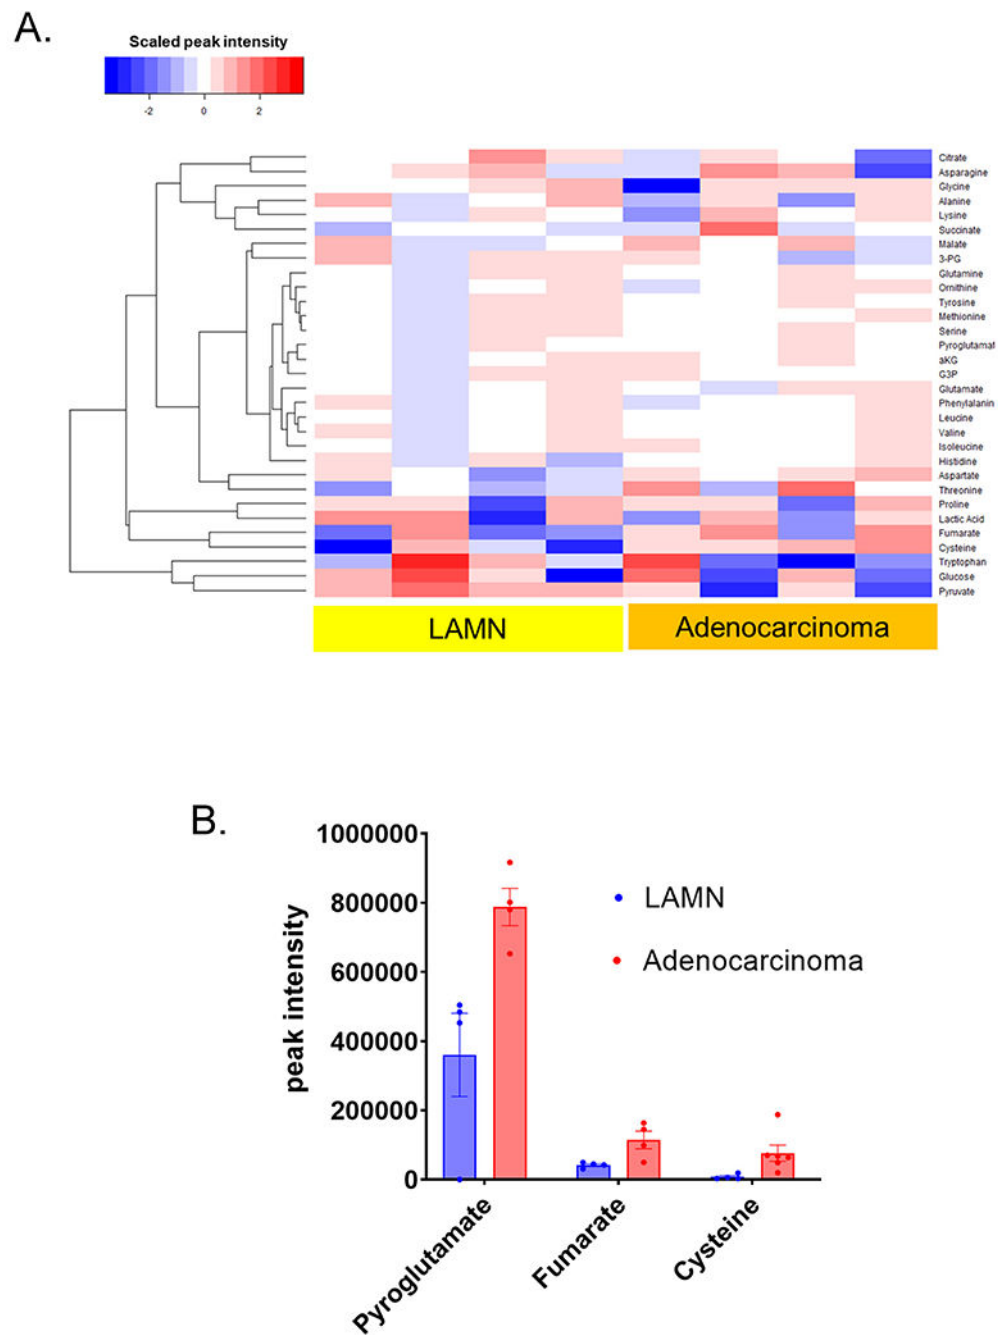 A.
Scaled peak intensity
-2 0 2
Citrate
Asparagine
Glycine
Alanine
Lysine
Succinate
Malate
3-PG
Glutamine
Ornithine
Tyrosine
Methionine
Serine
Pyroglutamat
aKG
G3P
Glutamate
Phenylalanin
Leucine
Valine
Isoleucine
Histidine
Aspartate
Threonine
Proline
Lactic Acid
Fumarate
Cysteine
Tryptophan
Glucose
Pyruvate
LAMN Adenocarcinoma
B.
peak intensity
1000000
800000
600000
400000
200000
0
LAMN
Adenocarcinoma
Pyroglutamate
Fumarate
Cysteine